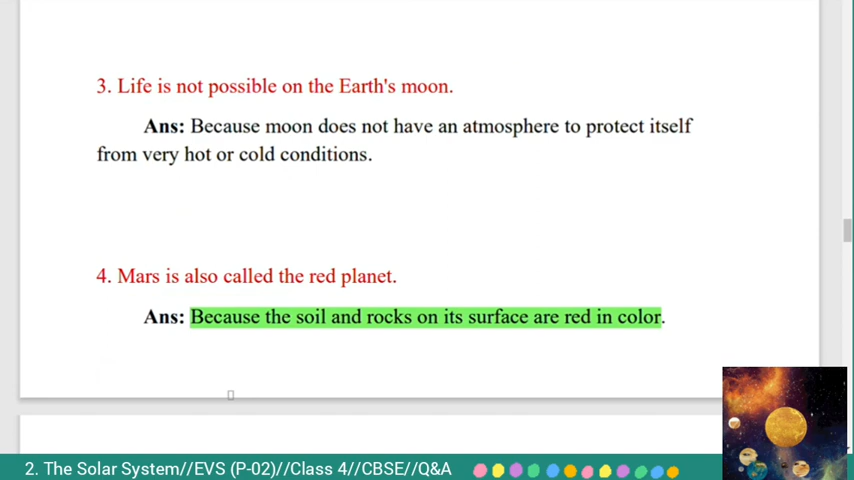 3. Life is not possible on the Earth's moon.
Ans: Because moon does not have an atmosphere to protect itself
from very hot or cold conditions.
4. Mars is also called the red planet.
Ans: Because the soil and rocks on its surface are red in color.
2. The Solar System//EVS (P-02)//Class 4//CBSE//Q&A